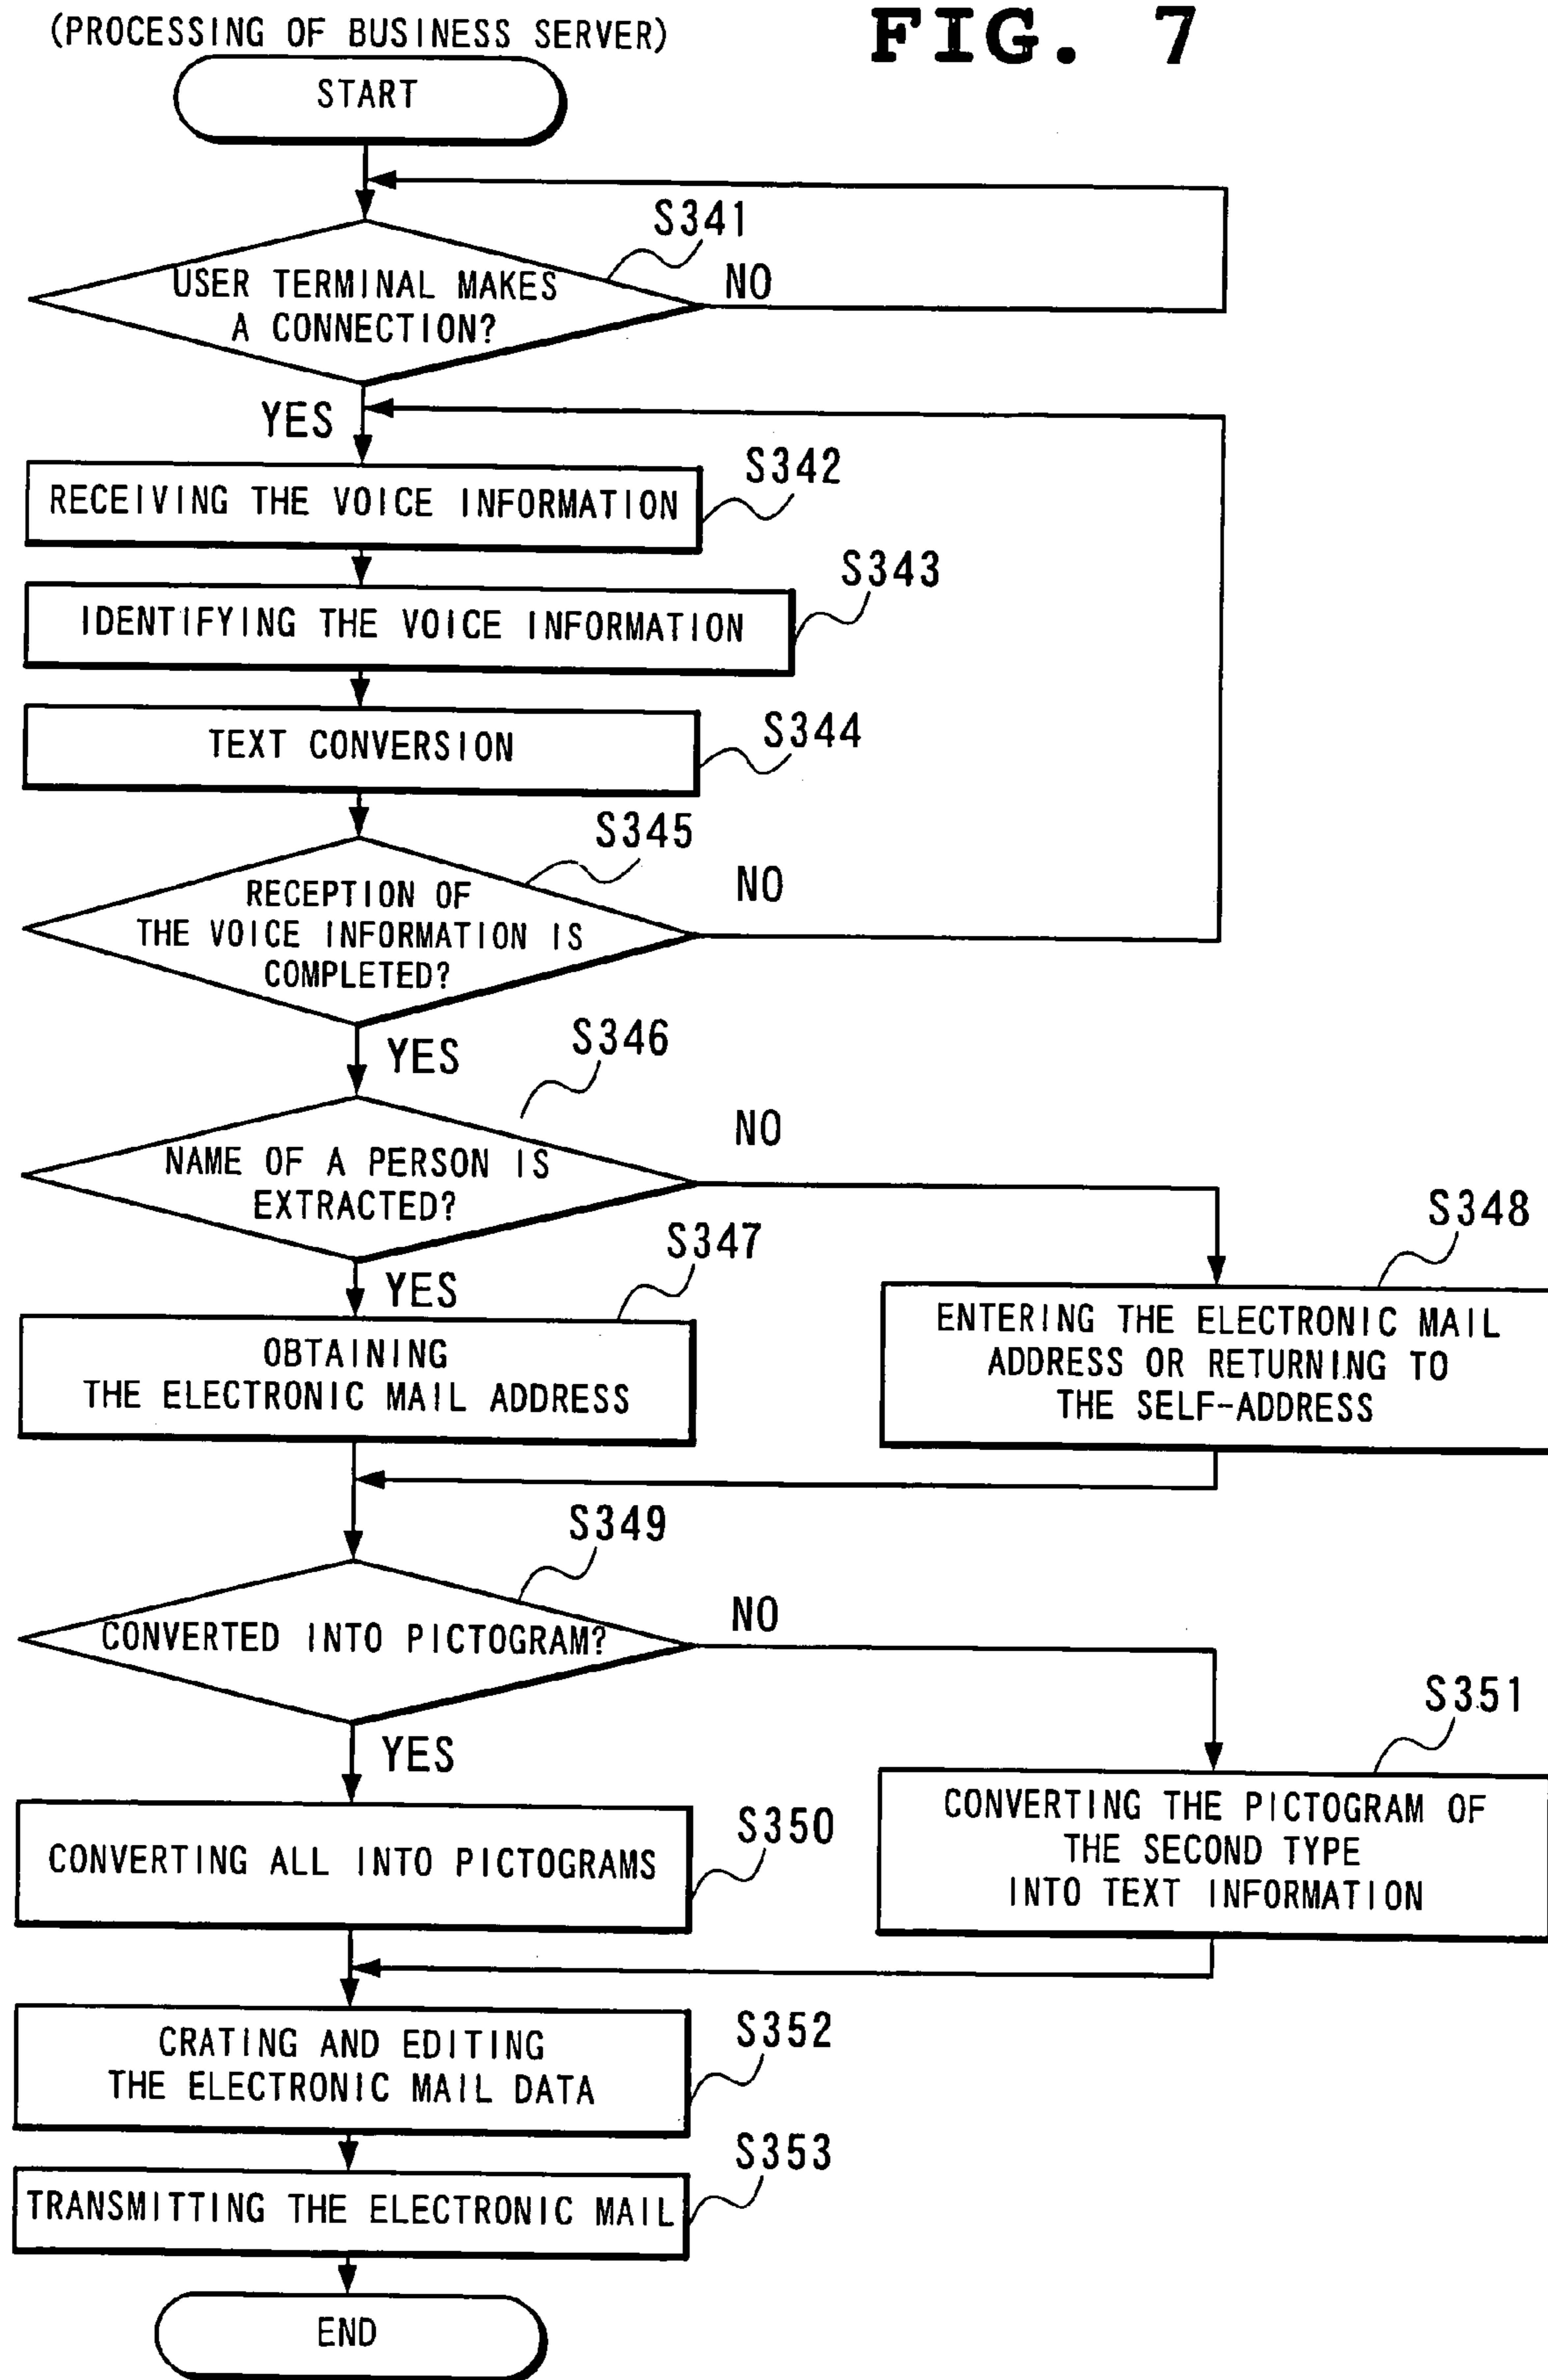 (PROCESSING OF BUSINESS SERVER)
FIG. 7
START
S341
USER TERMINAL MAKES
A CONNECTION?
NO
YES
S342
RECEIVING THE VOICE INFORMATION
S343
IDENTIFYING THE VOICE INFORMATION
S344
TEXT CONVERSION
S345
RECEPTION OF
THE VOICE INFORMATION IS
COMPLETED?
NO
YES
S346
NAME OF A PERSON IS
EXTRACTED?
NO
YES
S347
OBTAINING
THE ELECTRONIC MAIL ADDRESS
S348
ENTERING THE ELECTRONIC MAIL
ADDRESS OR RETURNING TO
THE SELF-ADDRESS
S349
CONVERTED INTO PICTOGRAM?
NO
YES
S350
CONVERTING ALL INTO PICTOGRAMS
S351
CONVERTING THE PICTOGRAM OF
THE SECOND TYPE
INTO TEXT INFORMATION
S352
CRATING AND EDITING
THE ELECTRONIC MAIL DATA
S353
TRANSMITTING THE ELECTRONIC MAIL
END